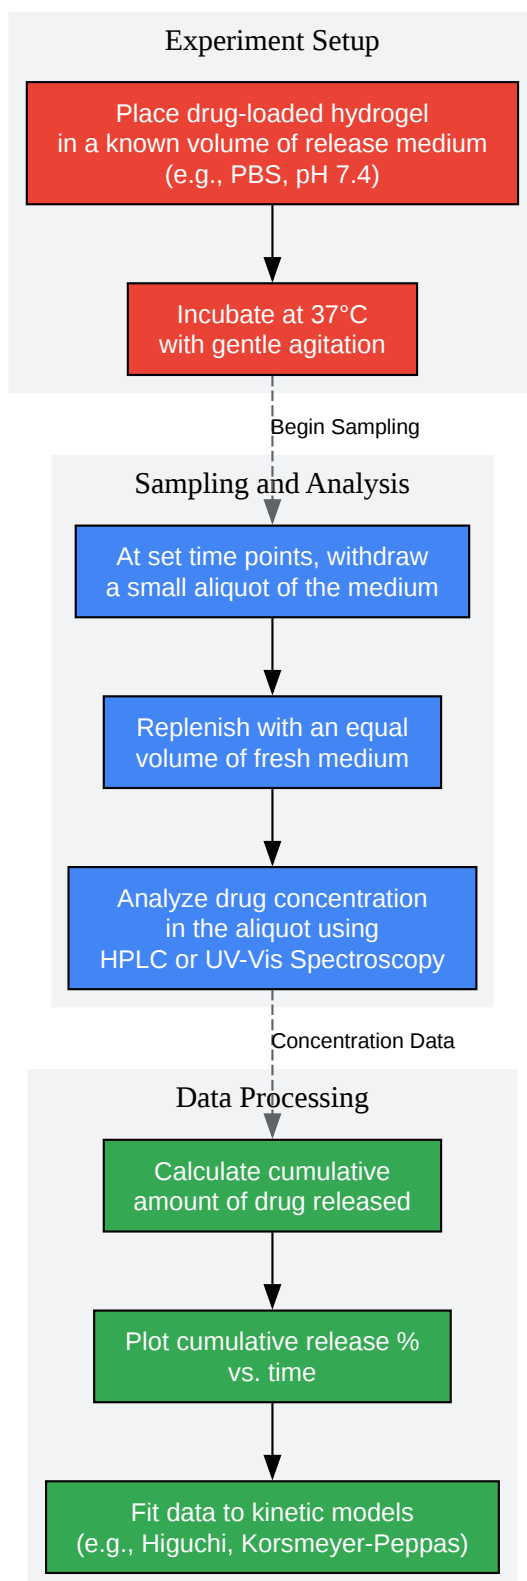 Experiment Setup
Place drug-loaded hydrogel
in a known volume of release medium
(e.g., PBS, pH 7.4)
Incubate at 37°C
with gentle agitation
Begin Sampling
Sampling and Analysis
At set time points, withdraw
a small aliquot of the medium
Replenish with an equal
volume of fresh medium
Analyze drug concentration
in the aliquot using
HPLC or UV-Vis Spectroscopy
Concentration Data
Data Processing
Calculate cumulative
amount of drug released
Plot cumulative release %
vs. time
Fit data to kinetic models
(e.g., Higuchi, Korsmeyer-Peppas)